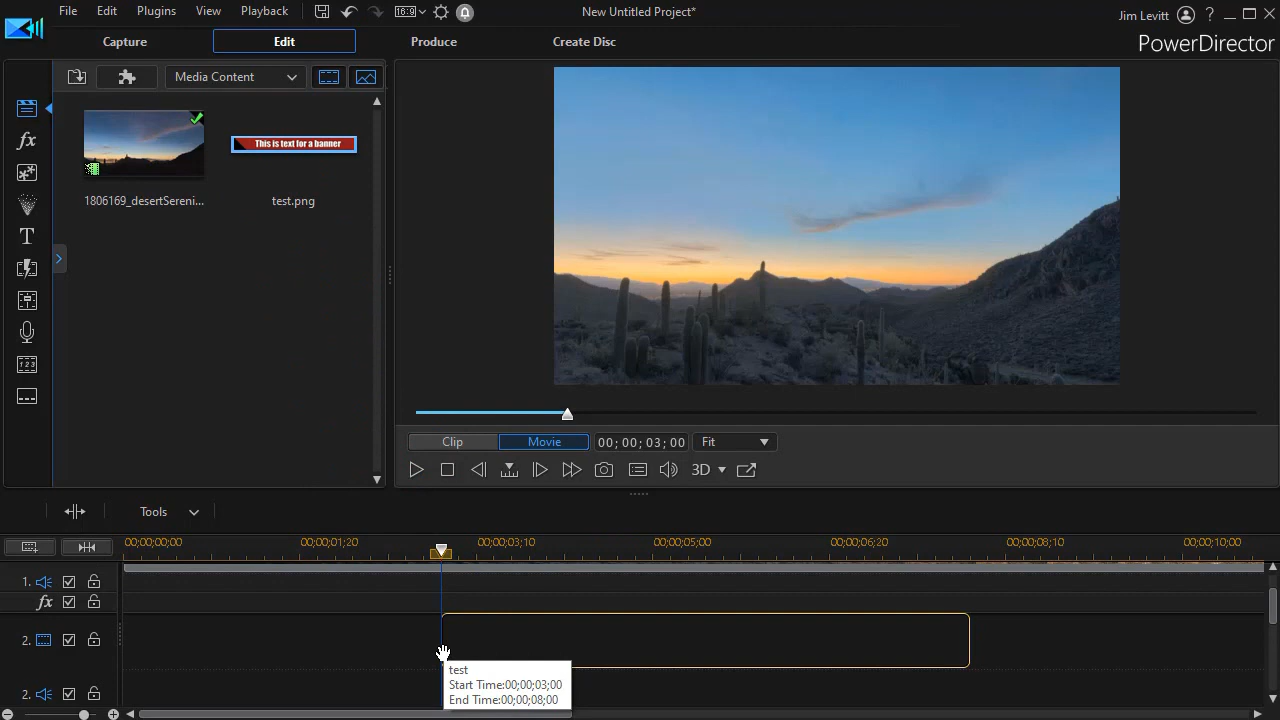 File Edit Plugins View Playback 16:9 New Untitled Project* Jim Levitt ?
Capture Edit Produce Create Disc PowerDirector
Media Content
This is text for a banner
1806169_desertSereni... test.png
fx
T
Clip Movie 00; 00; 03; 00 Fit
3D
Tools
00;00;00;00 00;00;01;20 00;00;03;10 00;00;05;00 00;00;06;20 00;00;08;10 00;00;10;00
1.
fx
2.
test
Start Time:00;00;03;00
End Time:00;00;08;00
2.